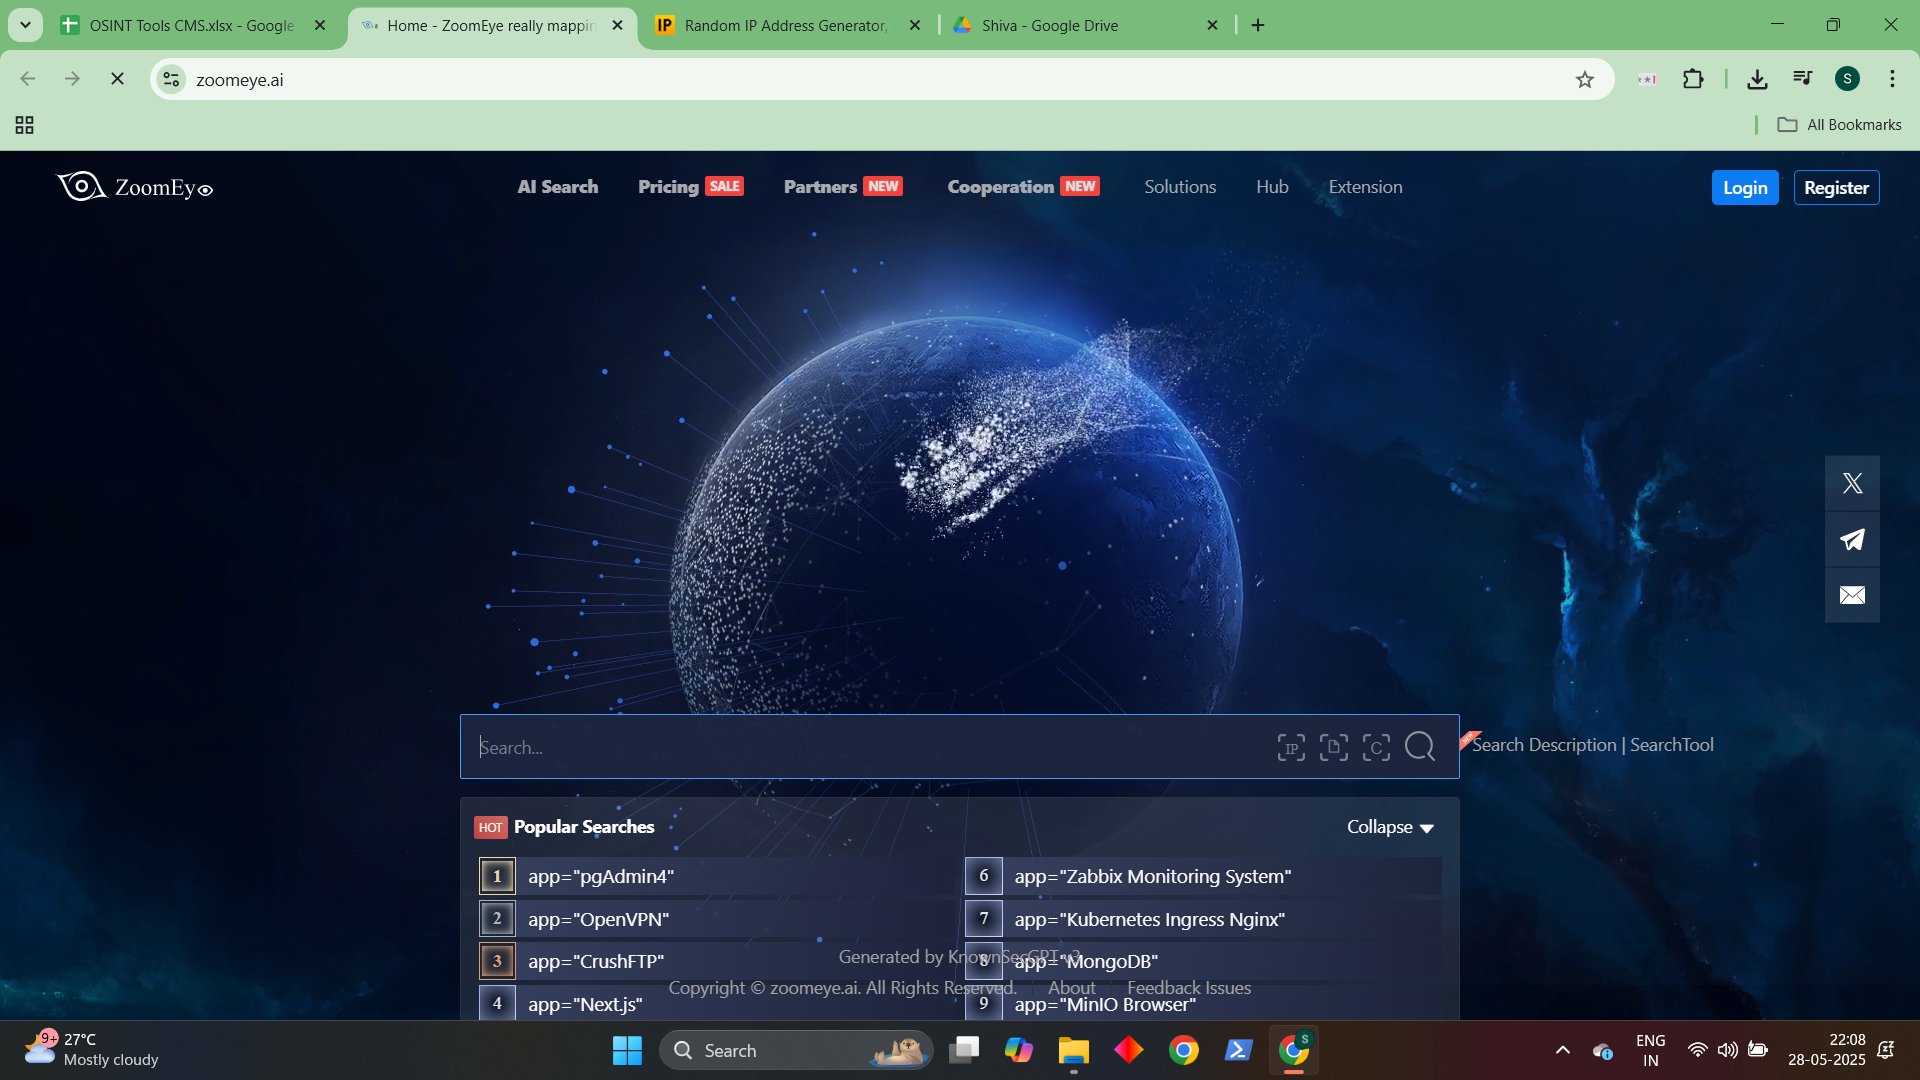 OSINT Tools CMS.xlsx - Google
Home - ZoomEye really mappin
IP
Random IP Address Generator,
Shiva - Google Drive
zoomeye.ai
S
All Bookmarks
ZoomEye
AI Search
Pricing SALE
Partners NEW
Cooperation NEW
Solutions
Hub
Extension
Login
Register
Search...
IP
C
Search Description | SearchTool
HOT Popular Searches
Collapse
1 app="pgAdmin4"
6 app="Zabbix Monitoring System"
2 app="OpenVPN"
7 app="Kubernetes Ingress Nginx"
3 app="CrushFTP"
8 app="MongoDB"
Generated by KnownSecGPT v3
Copyright © zoomeye.ai. All Rights Reserved.
About
Feedback Issues
4 app="Next.js"
9 app="MinIO Browser"
9+
27°C
Mostly cloudy
Search
S
ENG
IN
22:08
28-05-2025